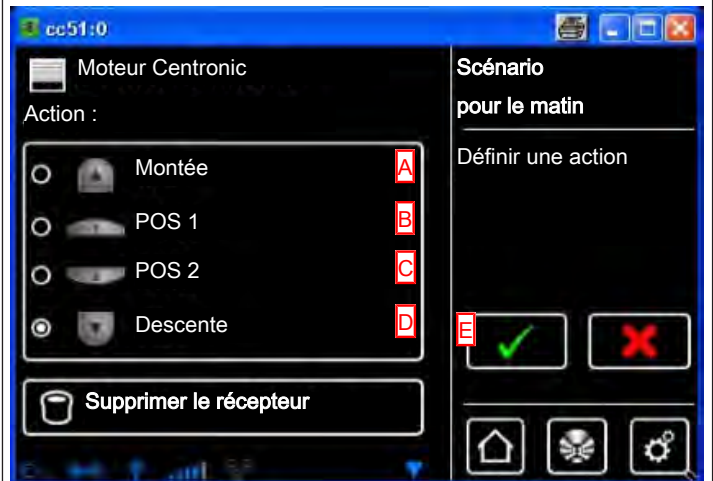 cc51:0
Moteur Centronic
Action :
Montée A
POS 1 B
POS 2 C
Descente D
Supprimer le récepteur
Scénario
pour le matin
Définir une action
E